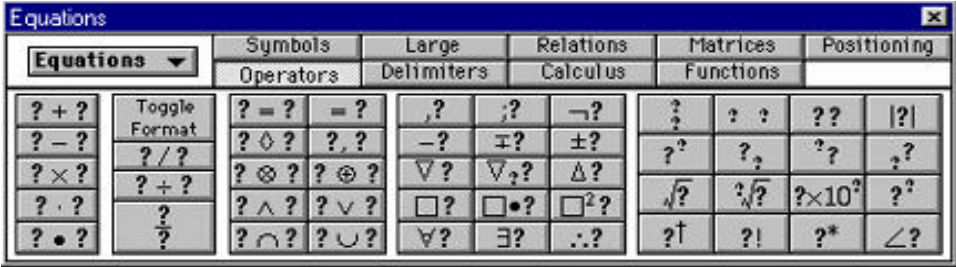 Equations
Symbols Large Relations Matrices Positioning
Equations
Operators Delimiters Calculus Functions
? + ? Toggle Format ? = ? = ? ,? ;? ¬? ? ? ? ? ?? |?|
? − ? ? / ? ? ◊ ? ?, ? −? ∓? ±? ?? ?? ?? ??
? × ? ? ÷ ? ? ⊗ ? ? ⊕ ? ∇? ∇?? ∆? √? ?√? ?×10? ??
? · ? ? ∧ ? ? ∨ ? □? □•? □²?
? • ? ? ? ? ∩ ? ? ∪ ? ∀? ∃? ∴? ?† ?! ?* ∠?